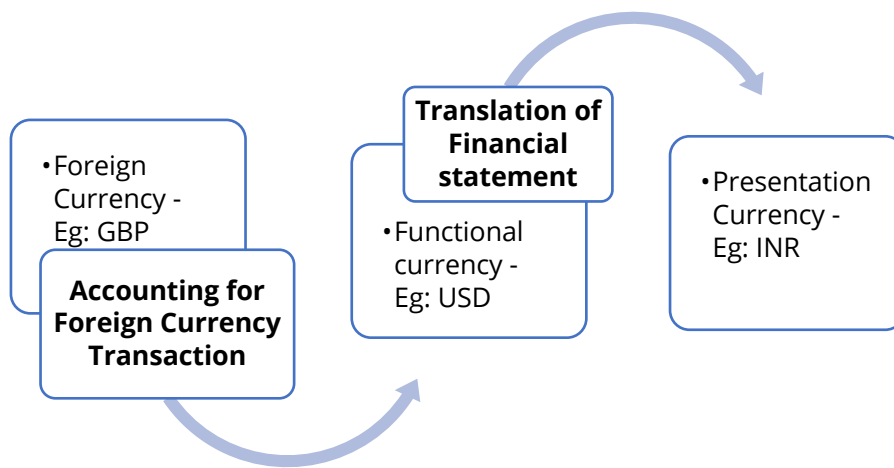 •Foreign
Currency -
Eg: GBP
Accounting for
Foreign Currency
Transaction
Translation of
Financial
statement
•Functional
currency -
Eg: USD
•Presentation
Currency -
Eg: INR